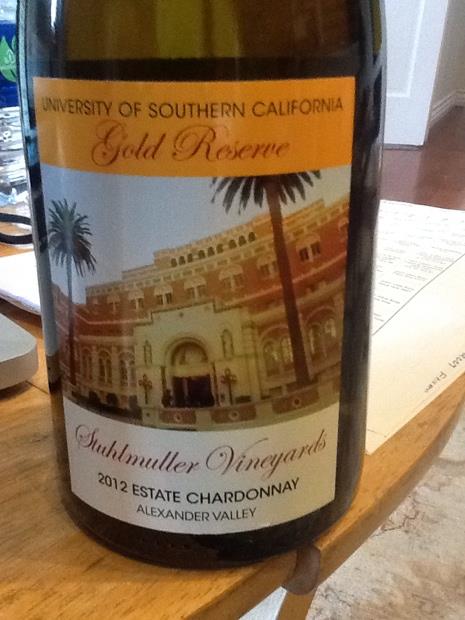 UNIVERSITY OF SOUTHERN CALIFORNIA
Gold Reserve
Stuhlmuller Vineyards
2012 ESTATE CHARDONNAY
ALEXANDER VALLEY